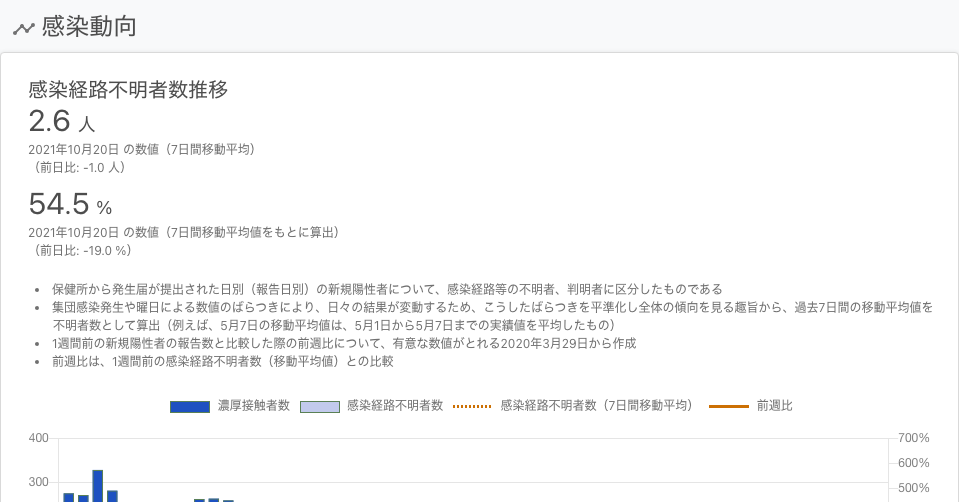 感染動向
感染経路不明者数推移
2.6 人
2021年10月20日 の数値（7日間移動平均）
（前日比: -1.0 人）
54.5 %
2021年10月20日 の数値（7日間移動平均値をもとに算出）
（前日比: -19.0 %）
• 保健所から発生届が提出された日別（報告日別）の新規陽性者について、感染経路等の不明者、判明者に区分したものである
• 集団感染発生や曜日による数値のばらつきにより、日々の結果が変動するため、こうしたばらつきを平準化し全体の傾向を見る趣旨から、過去7日間の移動平均値を
不明者数として算出（例えば、5月7日の移動平均値は、5月1日から5月7日までの実績値を平均したもの）
• 1週間前の新規陽性者の報告数と比較した際の前週比について、有意な数値がとれる2020年3月29日から作成
• 前週比は、1週間前の感染経路不明者数（移動平均値）との比較
濃厚接触者数 感染経路不明者数 感染経路不明者数（7日間移動平均） 前週比
400 700%
600%
300 500%